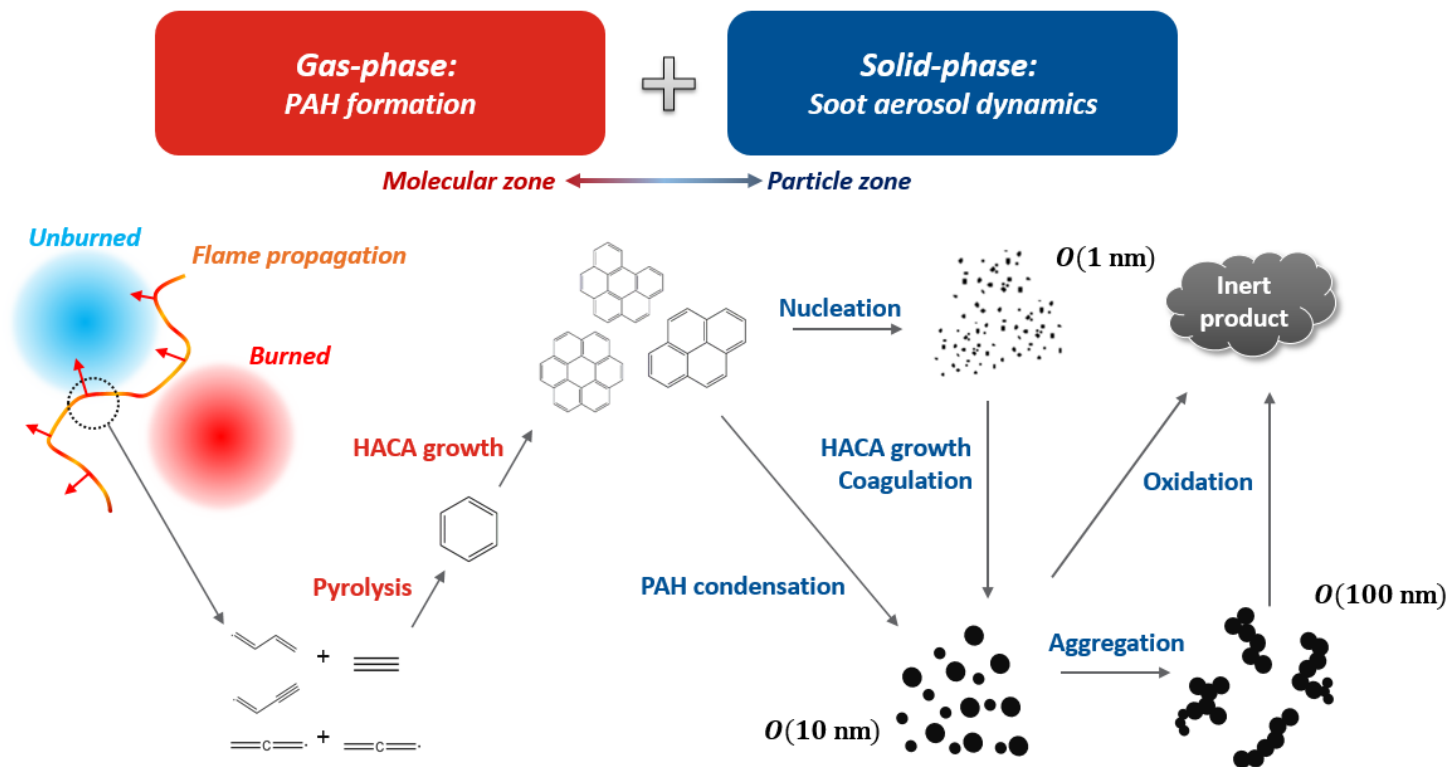 Gas-phase:
PAH formation
Solid-phase:
Soot aerosol dynamics
Molecular zone
Particle zone
Unburned
Flame propagation
Burned
O(1 nm)
Inert
product
Nucleation
HACA growth
HACA growth
Coagulation
Oxidation
Pyrolysis
PAH condensation
O(100 nm)
Aggregation
+
C
+
C
O(10 nm)